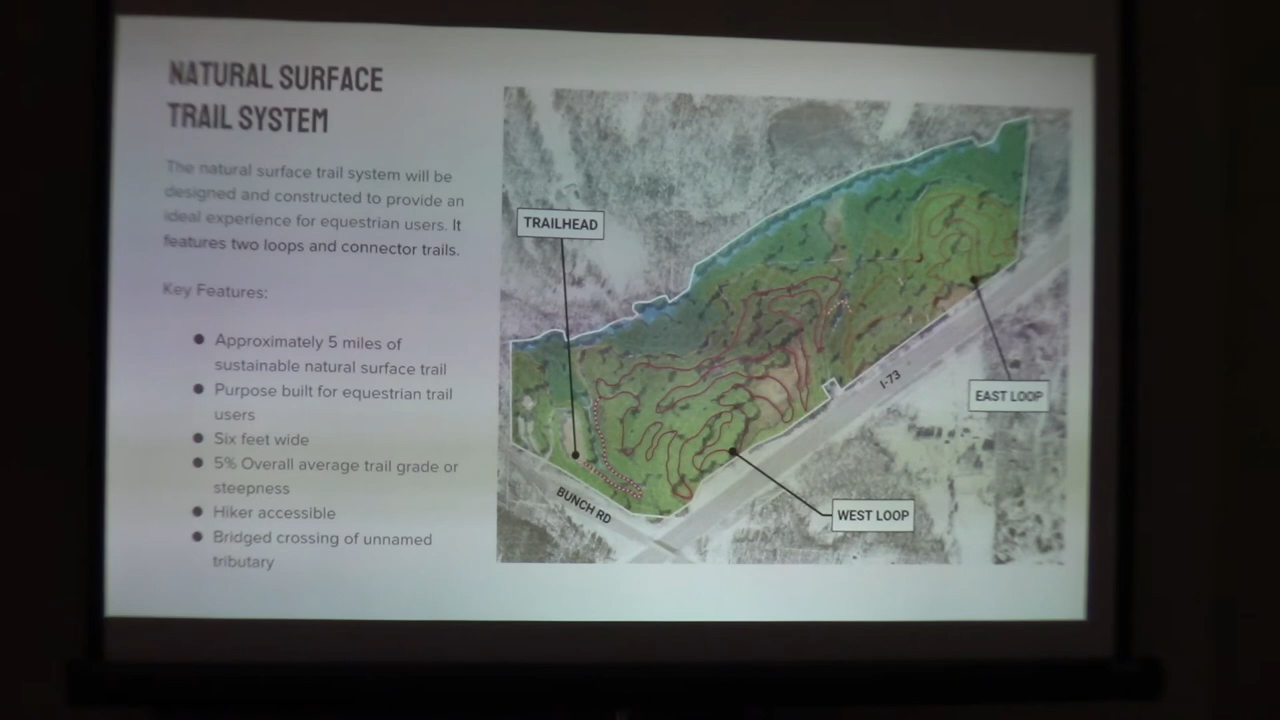 NATURAL SURFACE
TRAIL SYSTEM
The natural surface trail system will be
designed and constructed to provide an
ideal experience for equestrian users. It
features two loops and connector trails.
Key Features:
● Approximately 5 miles of
sustainable natural surface trail
● Purpose built for equestrian trail
users
● Six feet wide
● 5% Overall average trail grade or
steepness
● Hiker accessible
● Bridged crossing of unnamed
tributary
TRAILHEAD
I-73
EAST LOOP
BUNCH RD
WEST LOOP